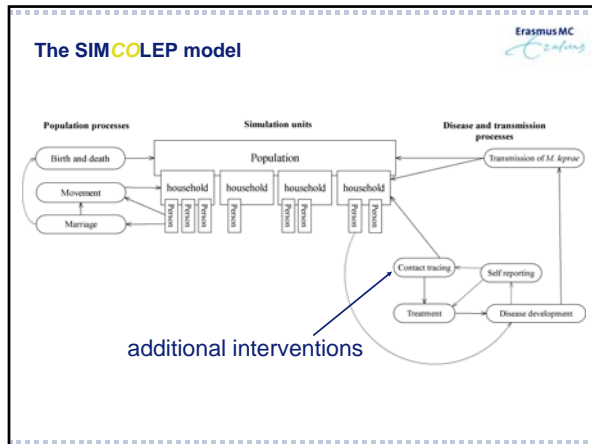 The SIMCOLEP model
Erasmus MC
Erasmus
Population processes
Simulation units
Disease and transmission
processes
Birth and death
Population
Transmission of M. leprae
Movement
household
household
household
household
Marriage
Person
Person
Person
Person
Person
Person
Person
Person
Contact tracing
Self reporting
Treatment
Disease development
additional interventions